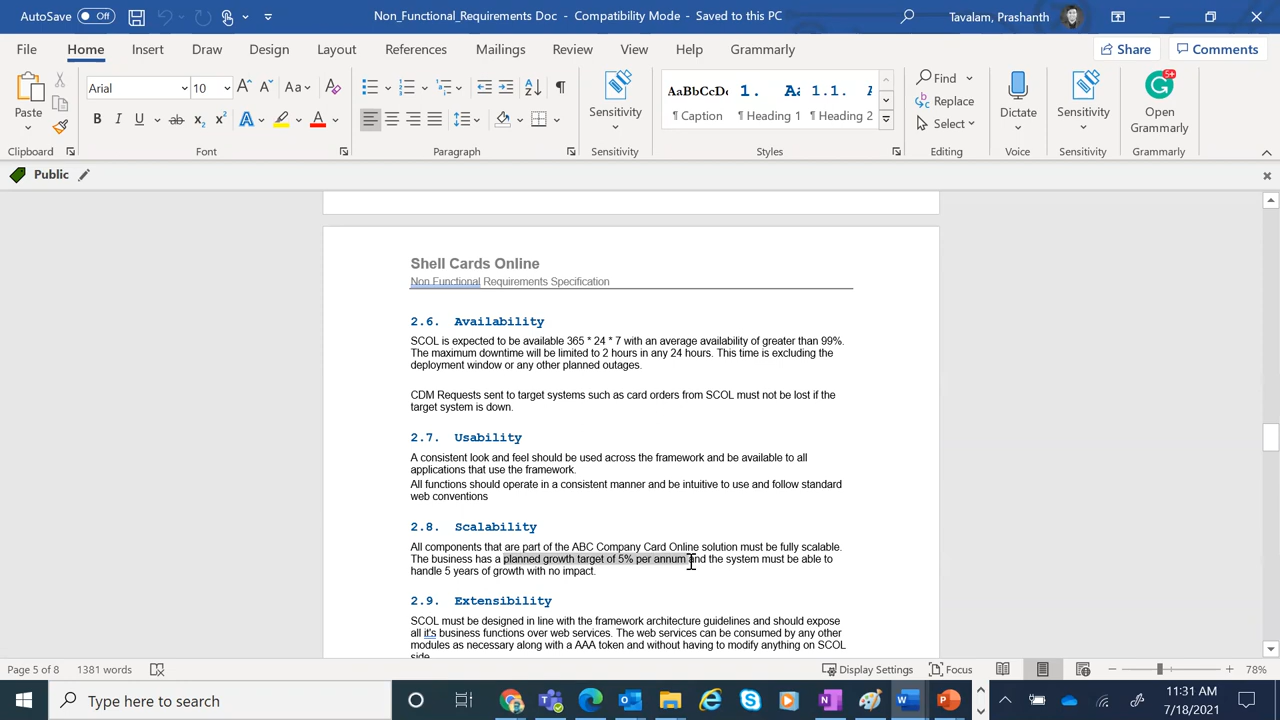 AutoSave Off Non_Functional_Requirements Doc - Compatibility Mode - Saved to this PC Tavalam, Prashanth
File Home Insert Draw Design Layout References Mailings Review View Help Grammarly Share Comments
Paste
Clipboard
Arial 10
Aa
B I U ab x2 x2 A A
Font
Paragraph
Sensitivity
Sensitivity
AaBbCcDc 1. Aa 1.1. A
¶ Caption ¶ Heading 1 ¶ Heading 2
Styles
Find
Replace
Select
Editing
Dictate
Voice
Sensitivity
Sensitivity
Open
Grammarly
Grammarly
Public
Shell Cards Online
Non Functional Requirements Specification
2.6. Availability
SCOL is expected to be available 365 * 24 * 7 with an average availability of greater than 99%.
The maximum downtime will be limited to 2 hours in any 24 hours. This time is excluding the
deployment window or any other planned outages.
CDM Requests sent to target systems such as card orders from SCOL must not be lost if the
target system is down.
2.7. Usability
A consistent look and feel should be used across the framework and be available to all
applications that use the framework.
All functions should operate in a consistent manner and be intuitive to use and follow standard
web conventions
2.8. Scalability
All components that are part of the ABC Company Card Online solution must be fully scalable.
The business has a planned growth target of 5% per annum and the system must be able to
handle 5 years of growth with no impact.
2.9. Extensibility
SCOL must be designed in line with the framework architecture guidelines and should expose
all it's business functions over web services. The web services can be consumed by any other
modules as necessary along with a AAA token and without having to modify anything on SCOL
side.
Page 5 of 8 1381 words Display Settings Focus 78%
Type here to search
11:31 AM
7/18/2021